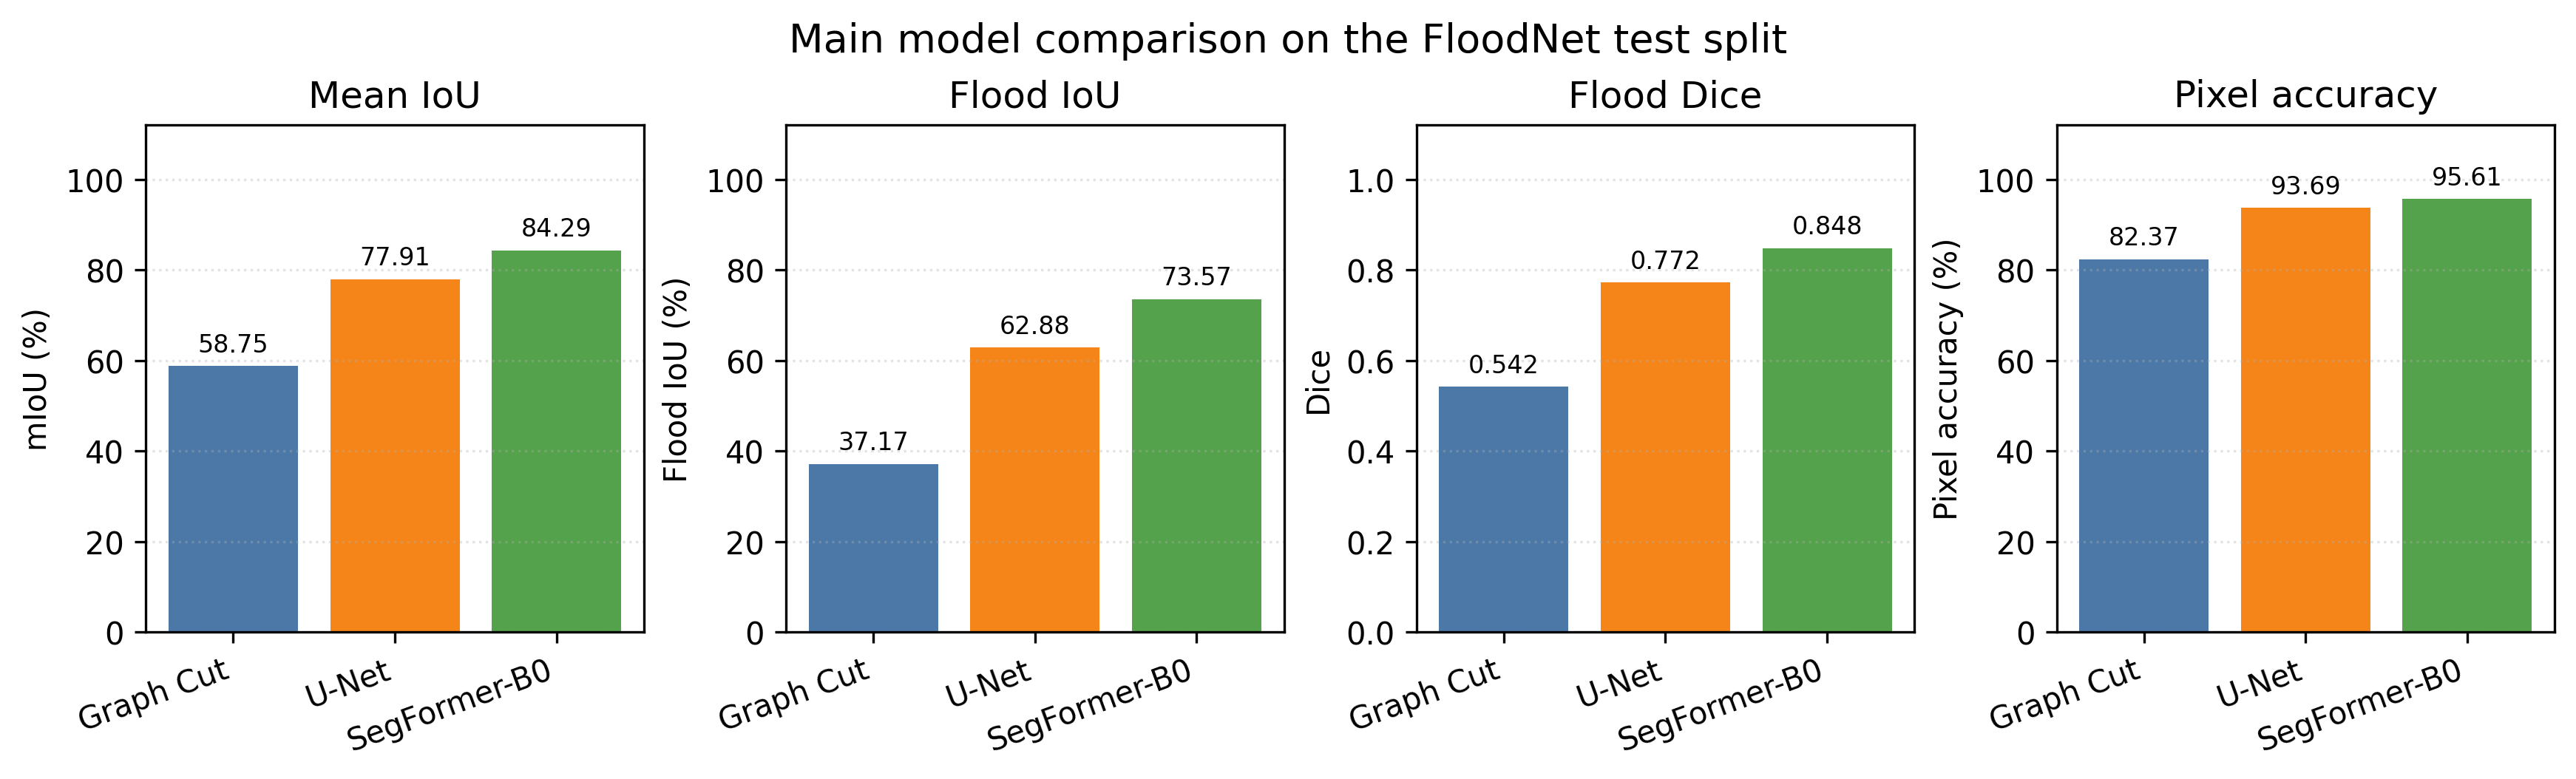 Main model comparison on the FloodNet test split
Mean IoU
mIoU (%)
100
80
60
40
20
0
58.75
77.91
84.29
Graph Cut
U-Net
SegFormer-B0
Flood IoU
Flood IoU (%)
100
80
60
40
20
0
37.17
62.88
73.57
Graph Cut
U-Net
SegFormer-B0
Flood Dice
Dice
1.0
0.8
0.6
0.4
0.2
0.0
0.542
0.772
0.848
Graph Cut
U-Net
SegFormer-B0
Pixel accuracy
Pixel accuracy (%)
100
80
60
40
20
0
82.37
93.69
95.61
Graph Cut
U-Net
SegFormer-B0